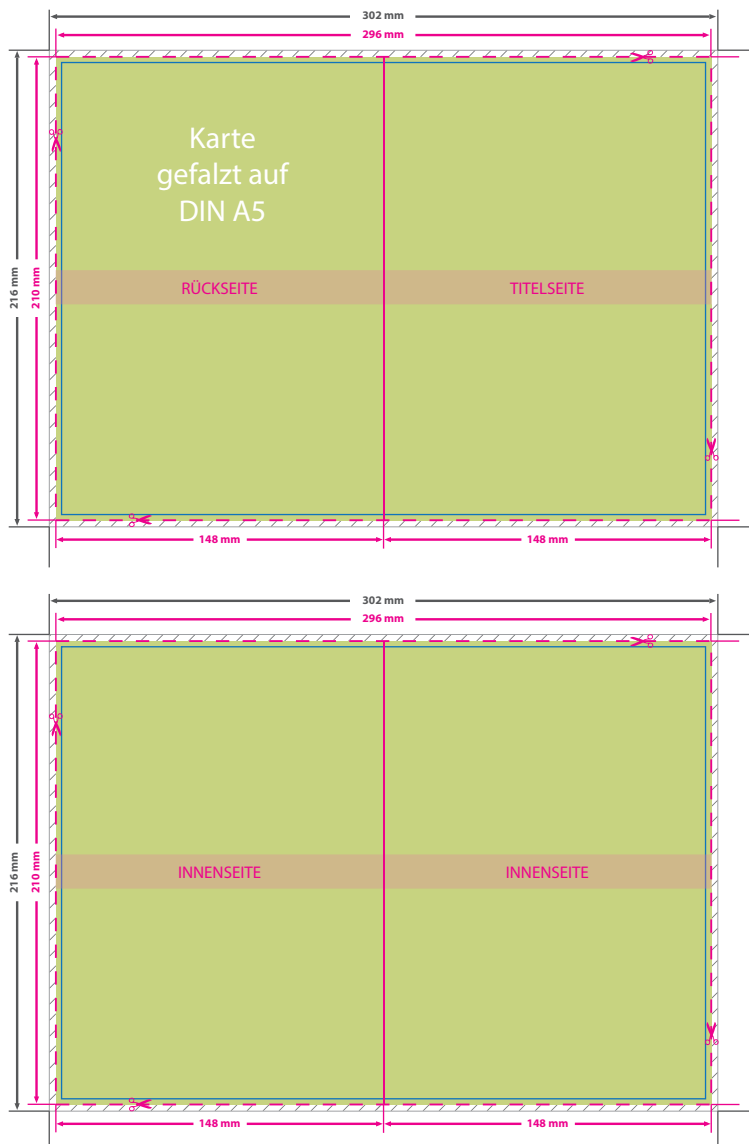 302 mm
296 mm
216 mm
210 mm
Karte
gefalzt auf
DIN A5
RÜCKSEITE
TITELSEITE
148 mm
148 mm
302 mm
296 mm
216 mm
210 mm
INNENSEITE
INNENSEITE
148 mm
148 mm